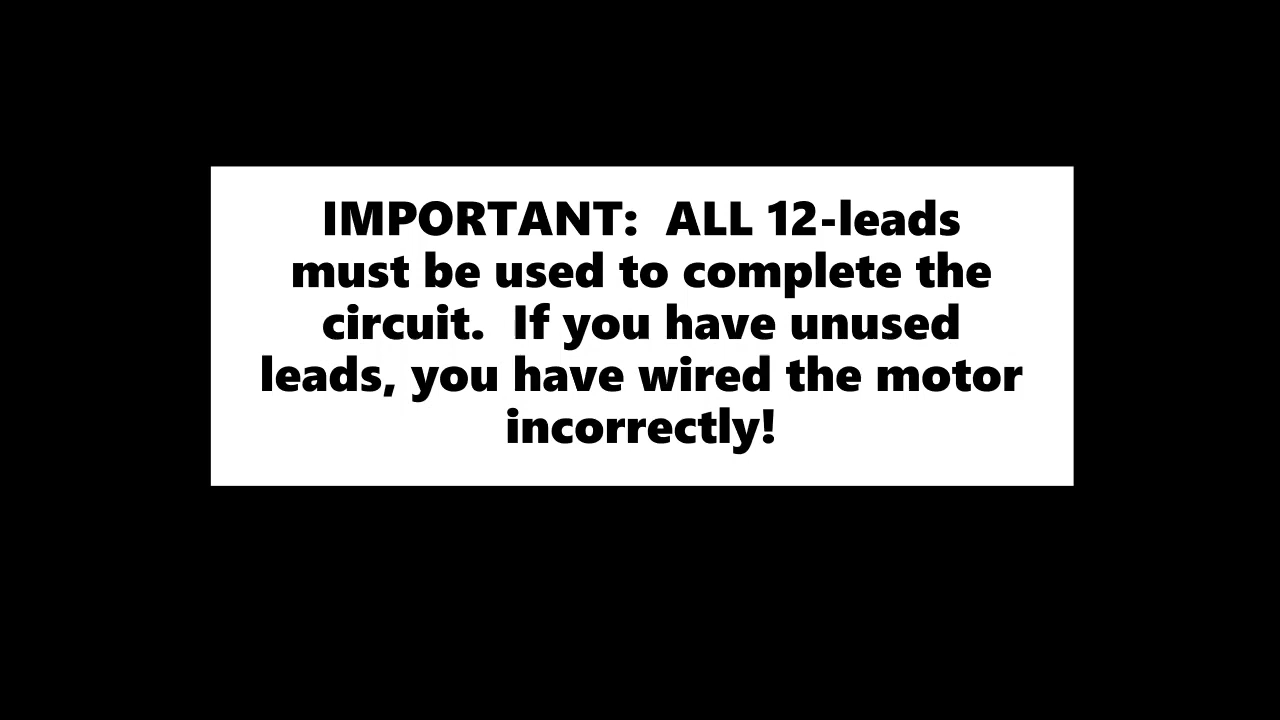 IMPORTANT:  ALL 12-leads
must be used to complete the
circuit.  If you have unused
leads, you have wired the motor
incorrectly!